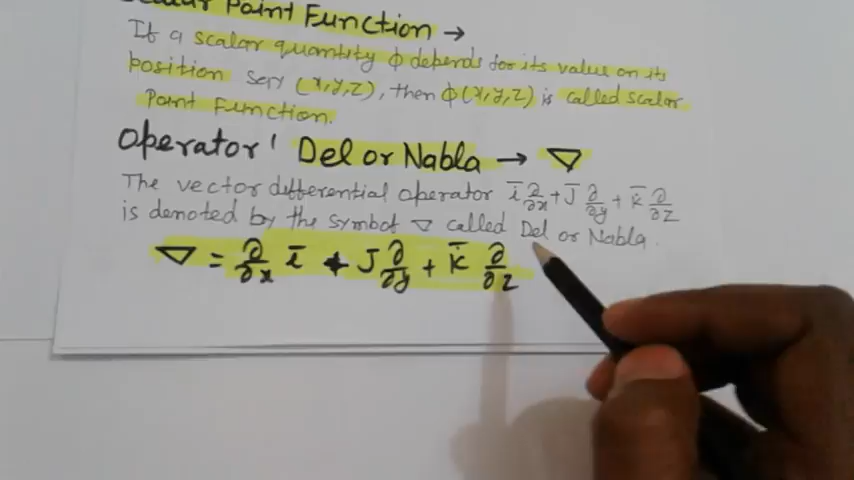 Scalar Point Function →
If a scalar quantity ϕ depends for its value on its
position say (x,y,z), then ϕ(x,y,z) is called scalar
Point Function.
Operator' Del or Nabla → ∇
The vector differential operator i̅ ∂/∂x + J̅ ∂/∂y + k̅ ∂/∂z
is denoted by the symbol ∇ called Del or Nabla.
∇ = ∂/∂x i̅ + J ∂/∂y + k̅ ∂/∂z